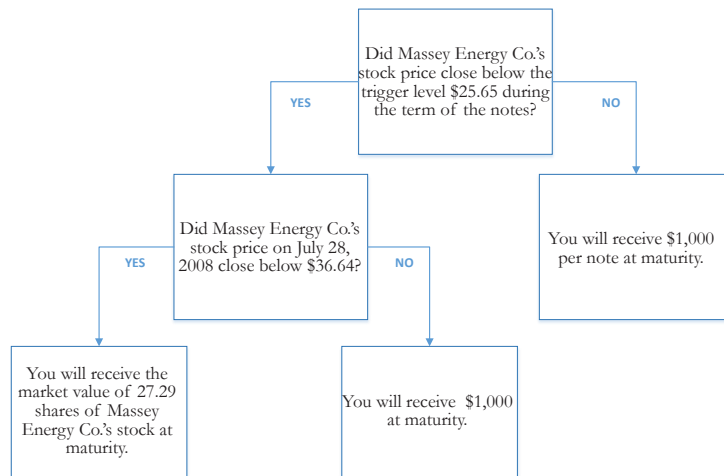 Did Massey Energy Co.'s
stock price close below the
trigger level $25.65 during
the term of the notes?
YES
NO
Did Massey Energy Co.'s
stock price on July 28,
2008 close below $36.64?
You will receive $1,000
per note at maturity.
YES
NO
You will receive the
market value of 27.29
shares of Massey
Energy Co.'s stock at
maturity.
You will receive $1,000
at maturity.